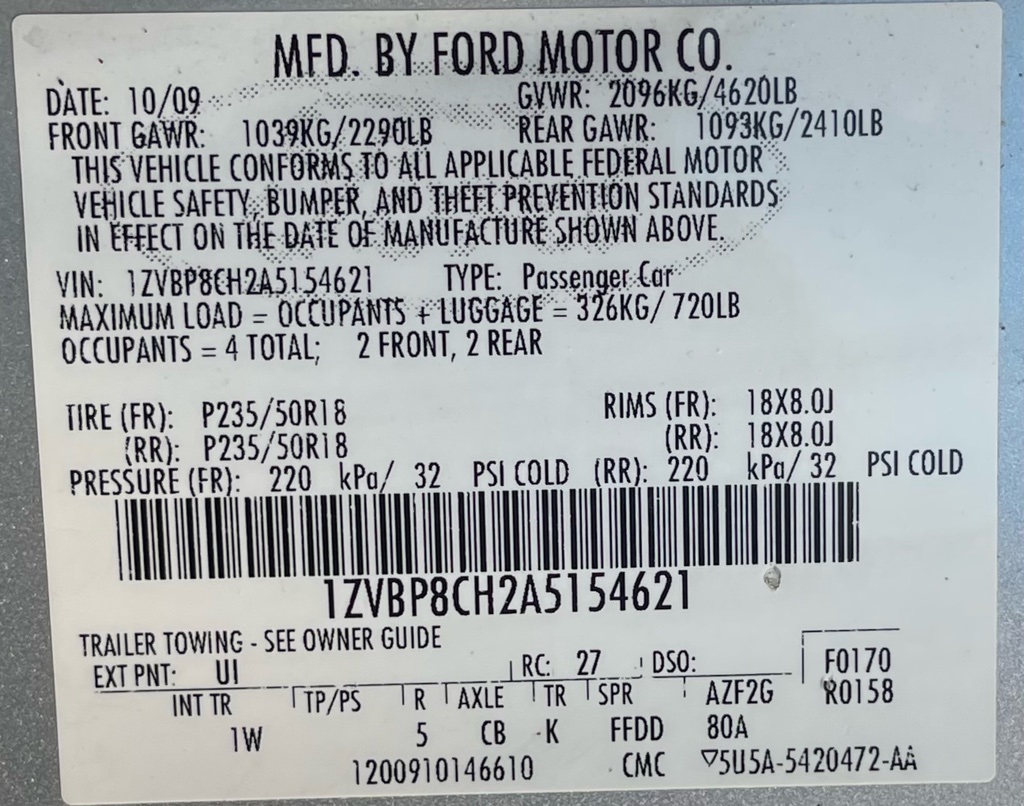 MFD. BY FORD MOTOR CO.
DATE: 10/09 GVWR: 2096KG/4620LB
FRONT GAWR: 1039KG/2290LB REAR GAWR: 1093KG/2410LB
THIS VEHICLE CONFORMS TO ALL APPLICABLE FEDERAL MOTOR
VEHICLE SAFETY, BUMPER, AND THEFT PREVENTION STANDARDS
IN EFFECT ON THE DATE OF MANUFACTURE SHOWN ABOVE.
VIN: 1ZVBP8CH2A5154621 TYPE: Passenger Car
MAXIMUM LOAD = OCCUPANTS + LUGGAGE = 326KG/ 720LB
OCCUPANTS = 4 TOTAL; 2 FRONT, 2 REAR
TIRE (FR): P235/50R18 RIMS (FR): 18X8.0J
(RR): P235/50R18 (RR): 18X8.0J
PRESSURE (FR): 220 kPa/ 32 PSI COLD (RR): 220 kPa/ 32 PSI COLD
1ZVBP8CH2A5154621
TRAILER TOWING - SEE OWNER GUIDE
EXT PNT: UI RC: 27 DSO: F0170
INT TR TP/PS R AXLE TR SPR AZF2G R0158
1W 5 CB K FFDD 80A
1200910146610 CMC ▽5U5A-5420472-AA